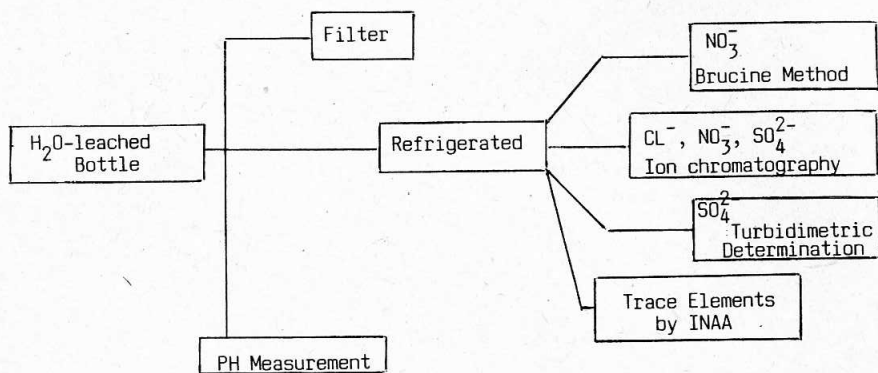 Filter
NO₃⁻
Brucine Method
H₂O-leached
Bottle
Refrigerated
CL⁻, NO₃⁻, SO₄²⁻
Ion chromatography
SO₄²⁻
Turbidimetric
Determination
Trace Elements
by INAA
PH Measurement